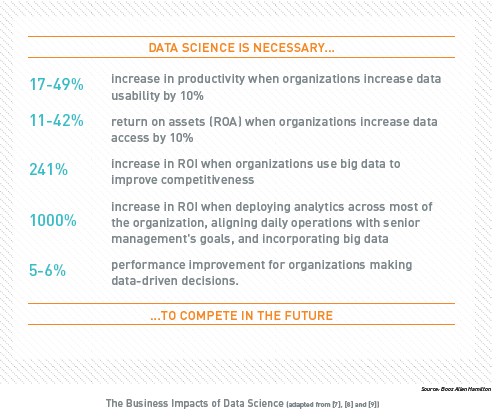 DATA SCIENCE IS NECESSARY...
17-49% increase in productivity when organizations increase data
usability by 10%
11-42% return on assets (ROA) when organizations increase data
access by 10%
241% increase in ROI when organizations use big data to
improve competitiveness
1000% increase in ROI when deploying analytics across most of
the organization, aligning daily operations with senior
management's goals, and incorporating big data
5-6% performance improvement for organizations making
data-driven decisions.
...TO COMPETE IN THE FUTURE
Source: Booz Allen Hamilton
The Business Impacts of Data Science (adapted from [7], [8] and [9])